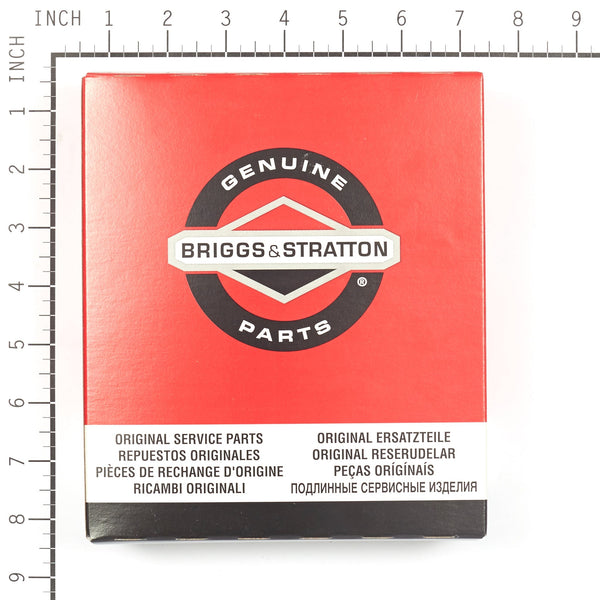 INCH 1 2 3 4 5 6 7 8 9
INCH 1 2 3 4 5 6 7 8 9
GENUINE
BRIGGS & STRATTON
®
PARTS
ORIGINAL SERVICE PARTS
REPUESTOS ORIGINALES
PIÈCES DE RECHANGE D'ORIGINE
RICAMBI ORIGINALI
ORIGINAL ERSATZTEILE
ORIGINAL RESERUDELAR
PEÇAS ORIGÍNAIS
ПОДЛИННЫЕ СЕРВИСНЫЕ ИЗДЕЛИЯ